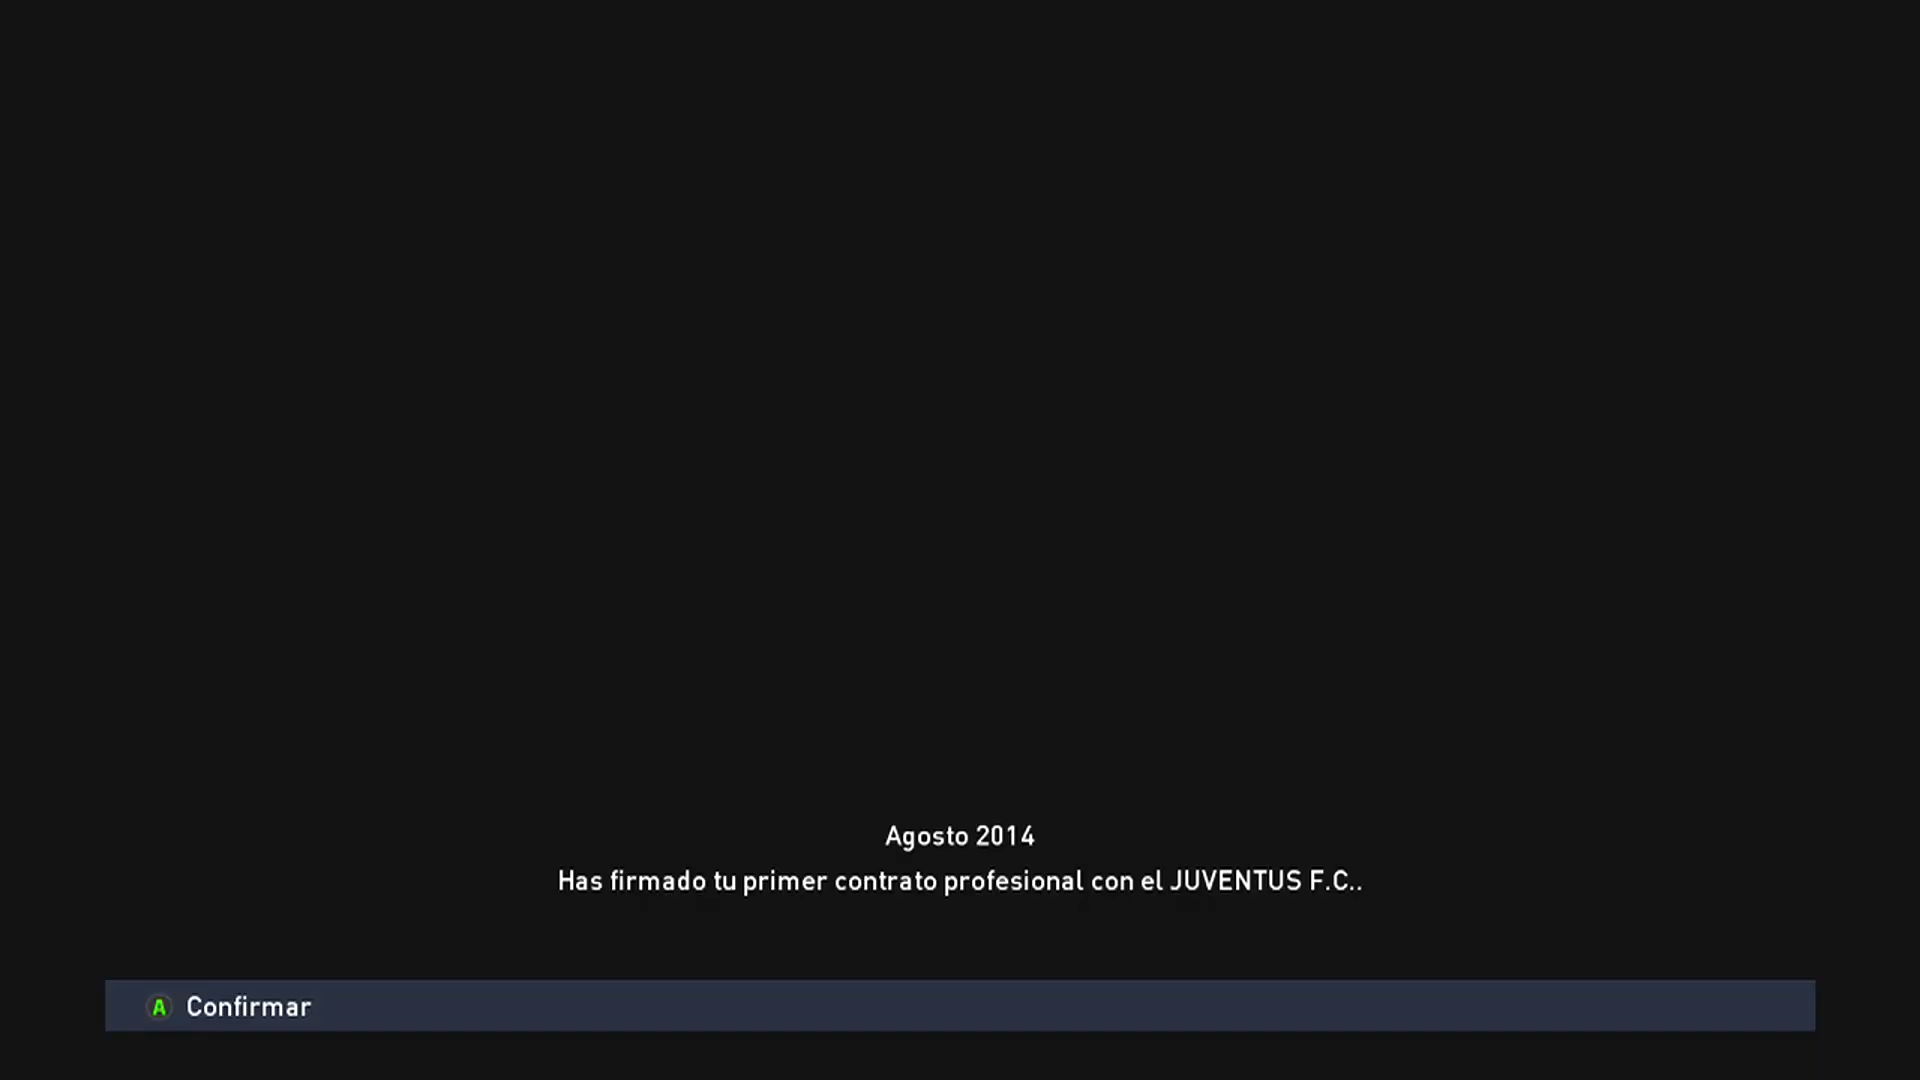 Agosto 2014
Has firmado tu primer contrato profesional con el JUVENTUS F.C..
A Confirmar